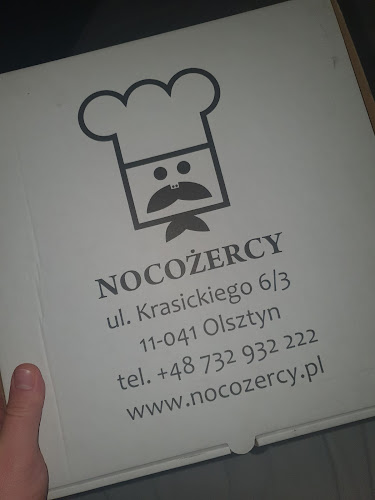 NOCOŻERCY
ul. Krasickiego 6/3
11-041 Olsztyn
tel. +48 732 932 222
www.nocozercy.pl